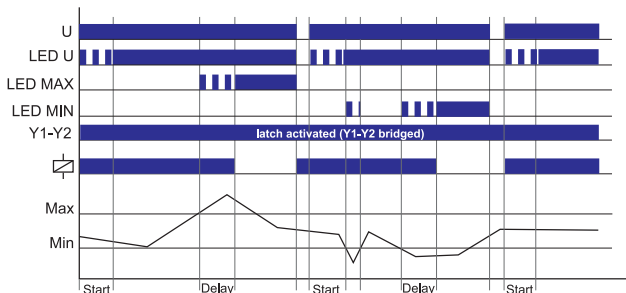 U
LED U
LED MAX
LED MIN
Y1-Y2 latch activated (Y1-Y2 bridged)
Max
Min
Start Delay Start Delay Start